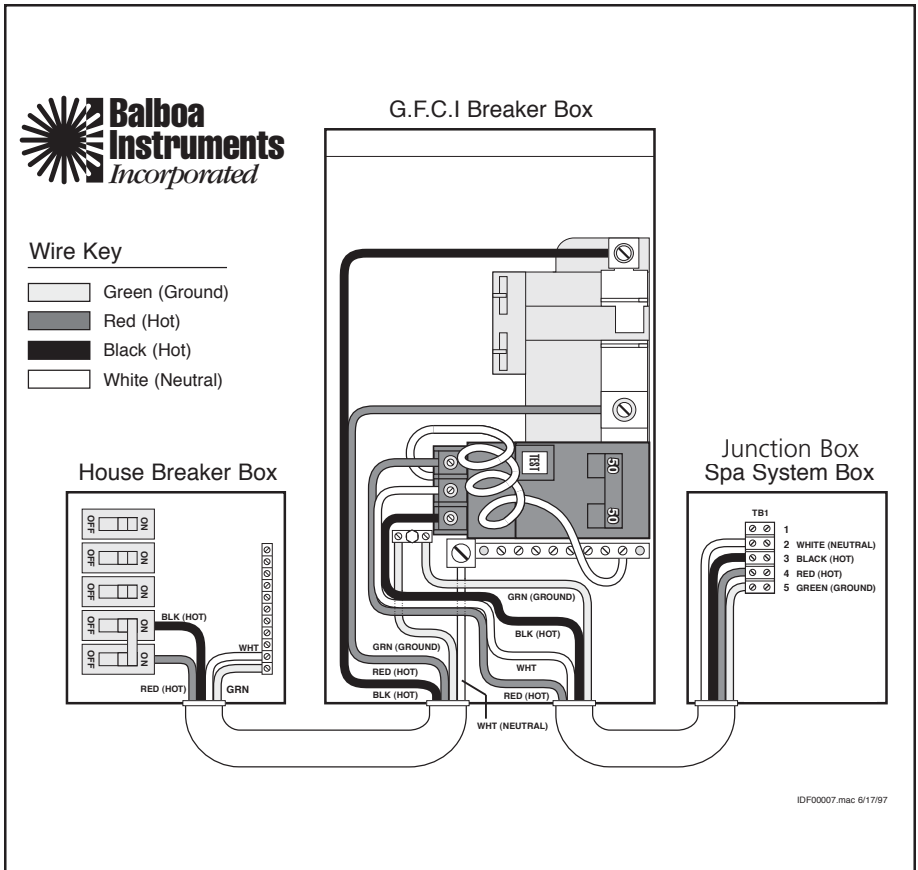 Balboa
Instruments
Incorporated
G.F.C.I Breaker Box
Wire Key
Green (Ground)
Red (Hot)
Black (Hot)
White (Neutral)
TEST
50
50
House Breaker Box
OFF ON
OFF ON
OFF ON
OFF ON
OFF ON
BLK (HOT)
WHT
RED (HOT)
GRN
GRN (GROUND)
BLK (HOT)
GRN (GROUND)
WHT
RED (HOT)
BLK (HOT)
RED (HOT)
WHT (NEUTRAL)
Junction Box
Spa System Box
TB1
1
2 WHITE (NEUTRAL)
3 BLACK (HOT)
4 RED (HOT)
5 GREEN (GROUND)
IDF00007.mac 6/17/97